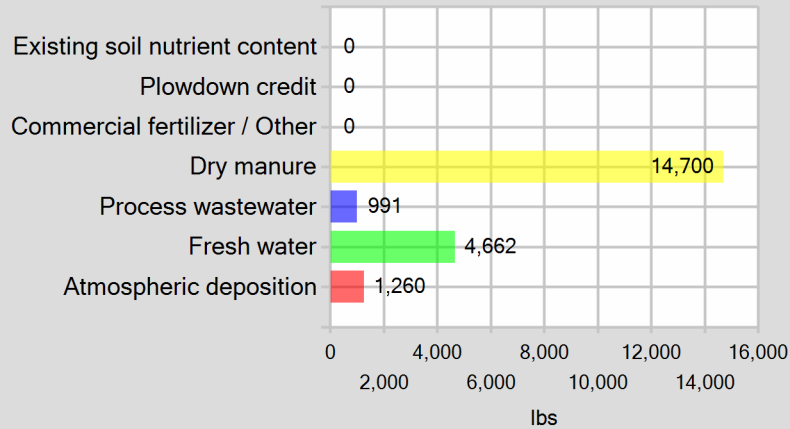 Existing soil nutrient content 0
Plowdown credit 0
Commercial fertilizer / Other 0
Dry manure 14,700
Process wastewater 991
Fresh water 4,662
Atmospheric deposition 1,260
0 4,000 8,000 12,000 16,000
2,000 6,000 10,000 14,000
lbs